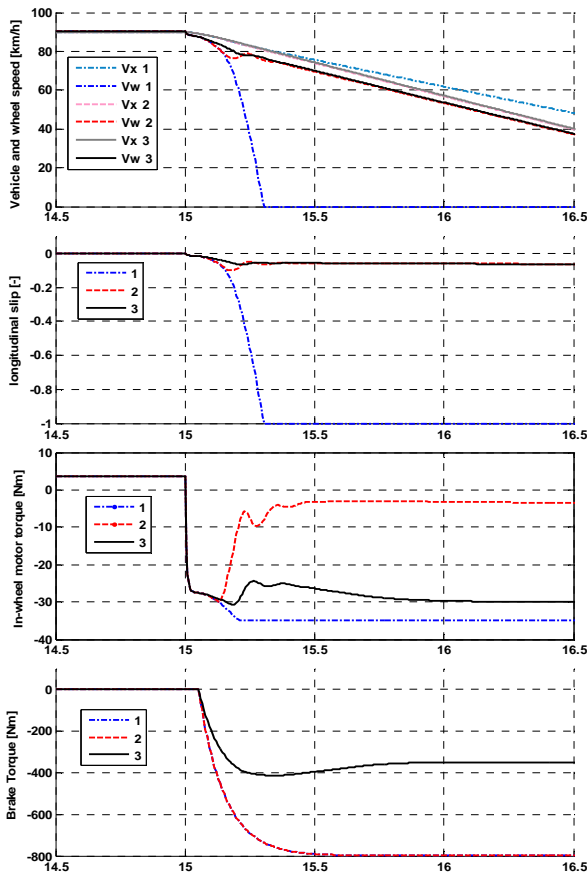 Vehicle and wheel speed [km/h]
100
80
60
40
20
0
Vx 1
Vw 1
Vx 2
Vw 2
Vx 3
Vw 3
14.5 15 15.5 16 16.5
longitudinal slip [-]
0
-0.2
-0.4
-0.6
-0.8
-1
1
2
3
14.5 15 15.5 16 16.5
In-wheel motor torque [Nm]
10
0
-10
-20
-30
-40
1
2
3
14.5 15 15.5 16 16.5
Brake Torque [Nm]
0
-200
-400
-600
-800
1
2
3
14.5 15 15.5 16 16.5